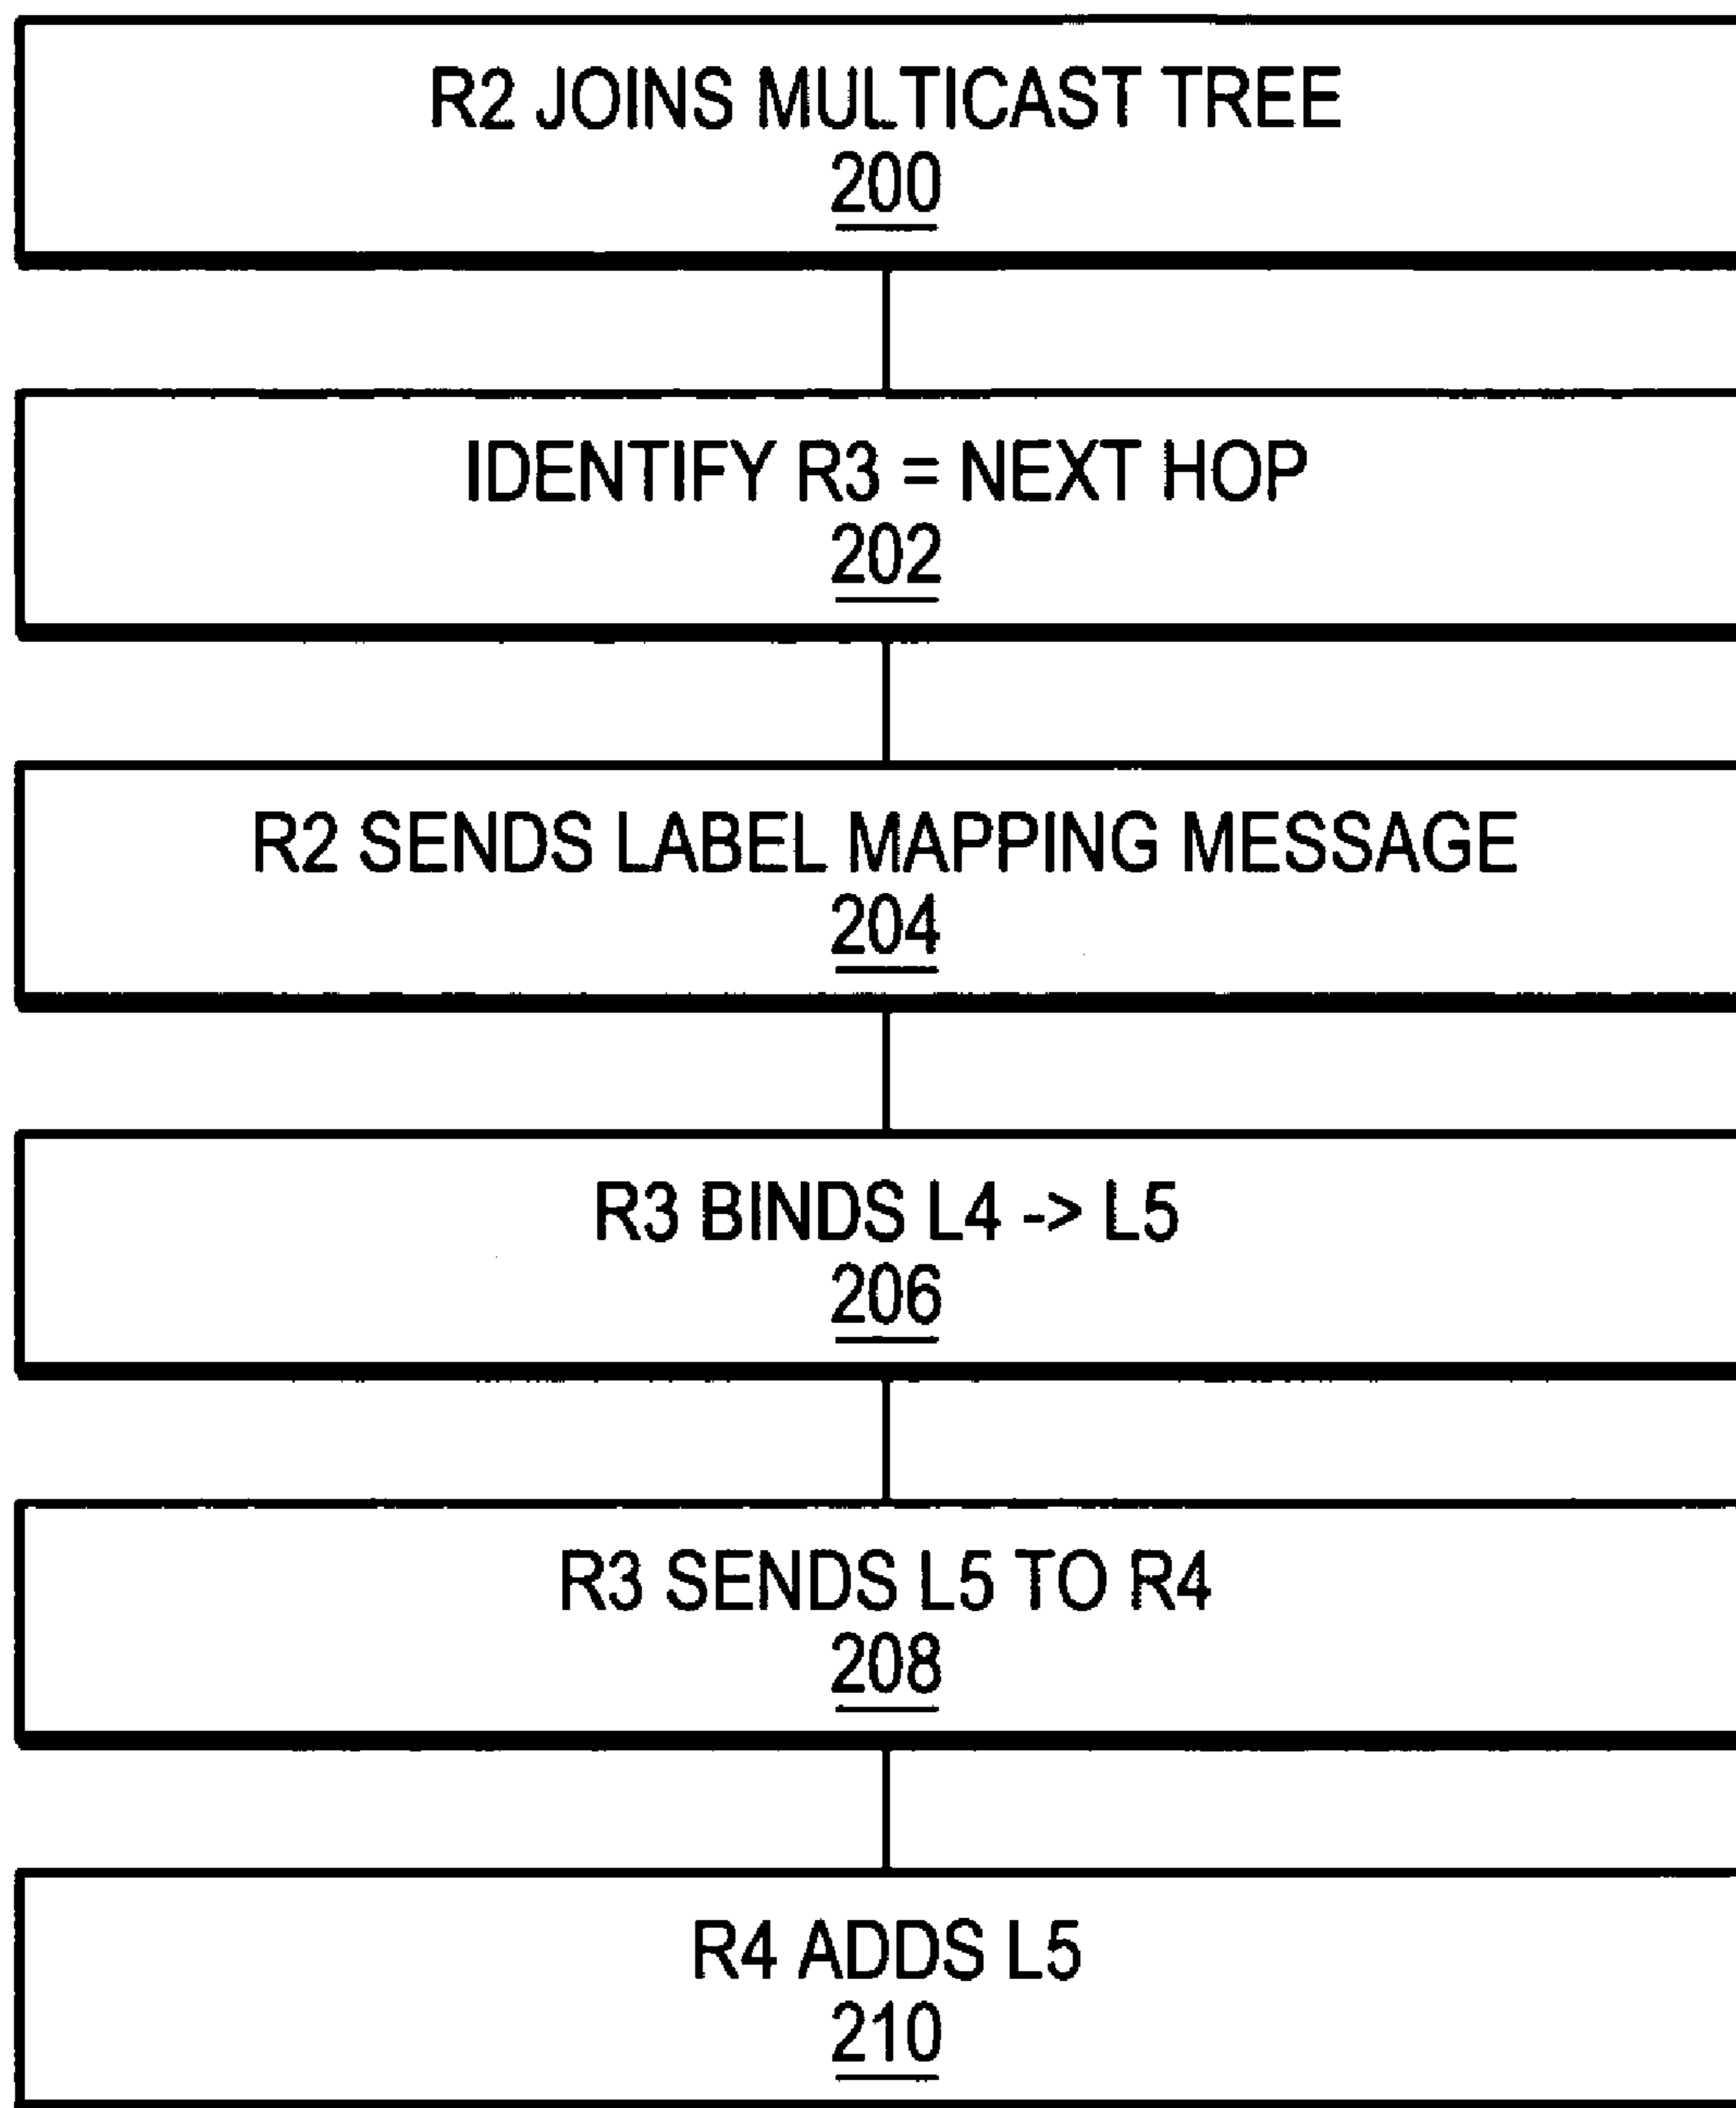 R2 JOINS MULTICAST TREE
200
IDENTIFY R3 = NEXT HOP
202
R2 SENDS LABEL MAPPING MESSAGE
204
R3 BINDS L4 -> L5
206
R3 SENDS L5 TO R4
208
R4 ADDS L5
210